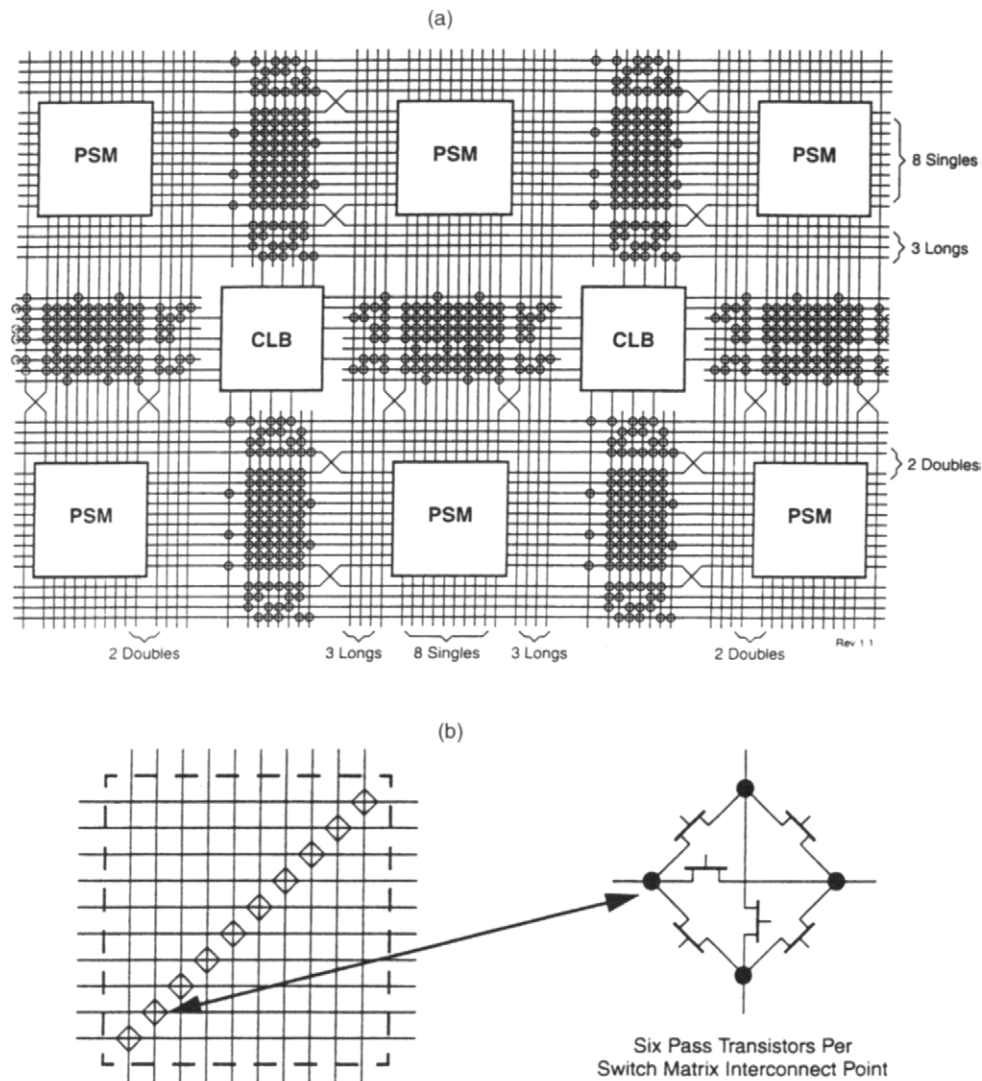 (a)
PSM
PSM
PSM
8 Singles
3 Longs
CLB
CLB
2 Doubles
PSM
PSM
PSM
2 Doubles
3 Longs
8 Singles
3 Longs
2 Doubles
Rev 1.1
(b)
Six Pass Transistors Per
Switch Matrix Interconnect Point